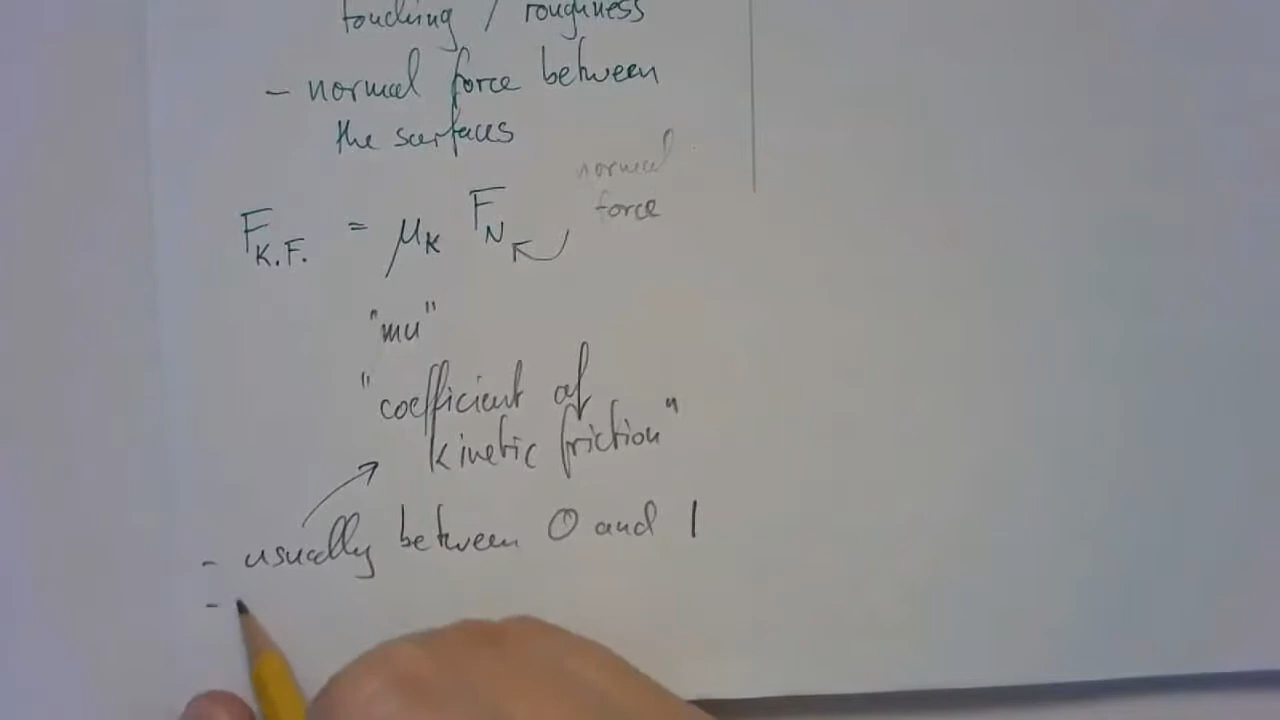 touching / roughness
- normal force between
the surfaces
normal
force
F K.F. = μK FN
"mu"
"coefficient of
kinetic friction"
- usually between 0 and 1
-